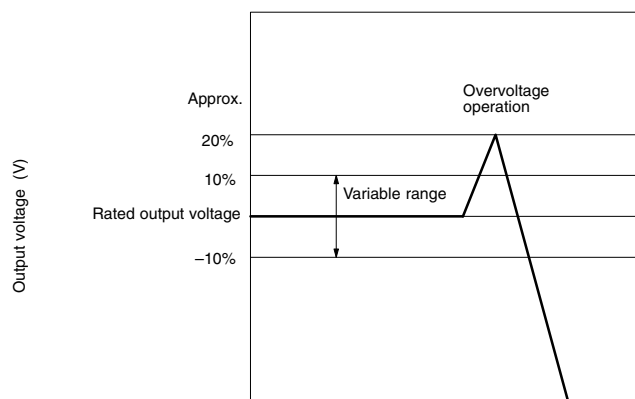 Overvoltage
operation
Approx.
20%
10%
Variable range
Rated output voltage
–10%
Output voltage (V)